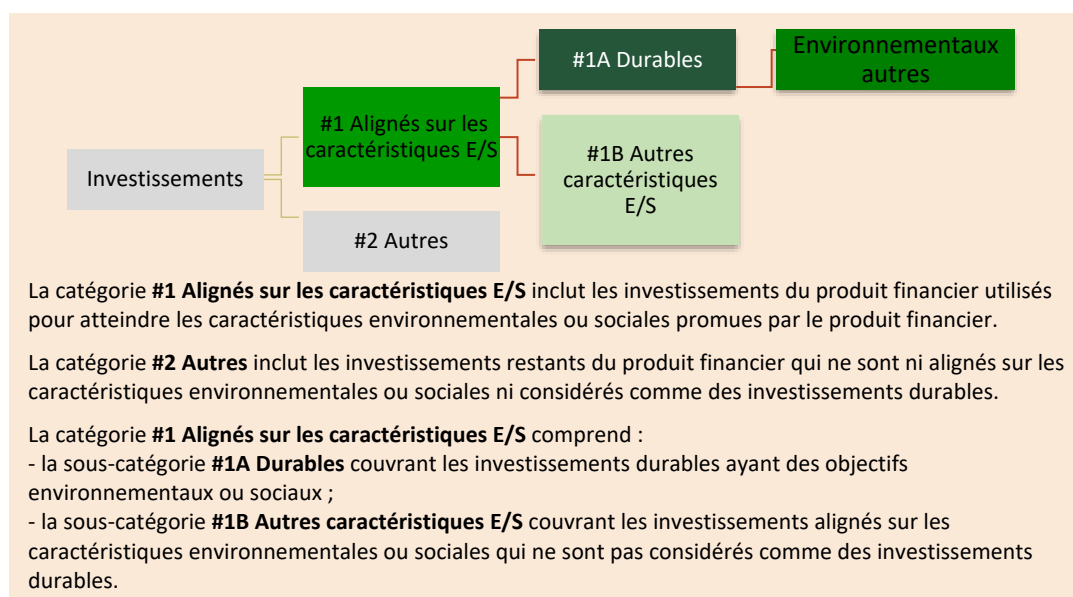 #1A Durables
Environnementaux
autres
#1 Alignés sur les
caractéristiques E/S
#1B Autres
caractéristiques
E/S
Investissements
#2 Autres
La catégorie #1 Alignés sur les caractéristiques E/S inclut les investissements du produit financier utilisés
pour atteindre les caractéristiques environnementales ou sociales promues par le produit financier.
La catégorie #2 Autres inclut les investissements restants du produit financier qui ne sont ni alignés sur les
caractéristiques environnementales ou sociales ni considérés comme des investissements durables.
La catégorie #1 Alignés sur les caractéristiques E/S comprend :
- la sous-catégorie #1A Durables couvrant les investissements durables ayant des objectifs
environnementaux ou sociaux ;
- la sous-catégorie #1B Autres caractéristiques E/S couvrant les investissements alignés sur les
caractéristiques environnementales ou sociales qui ne sont pas considérés comme des investissements
durables.